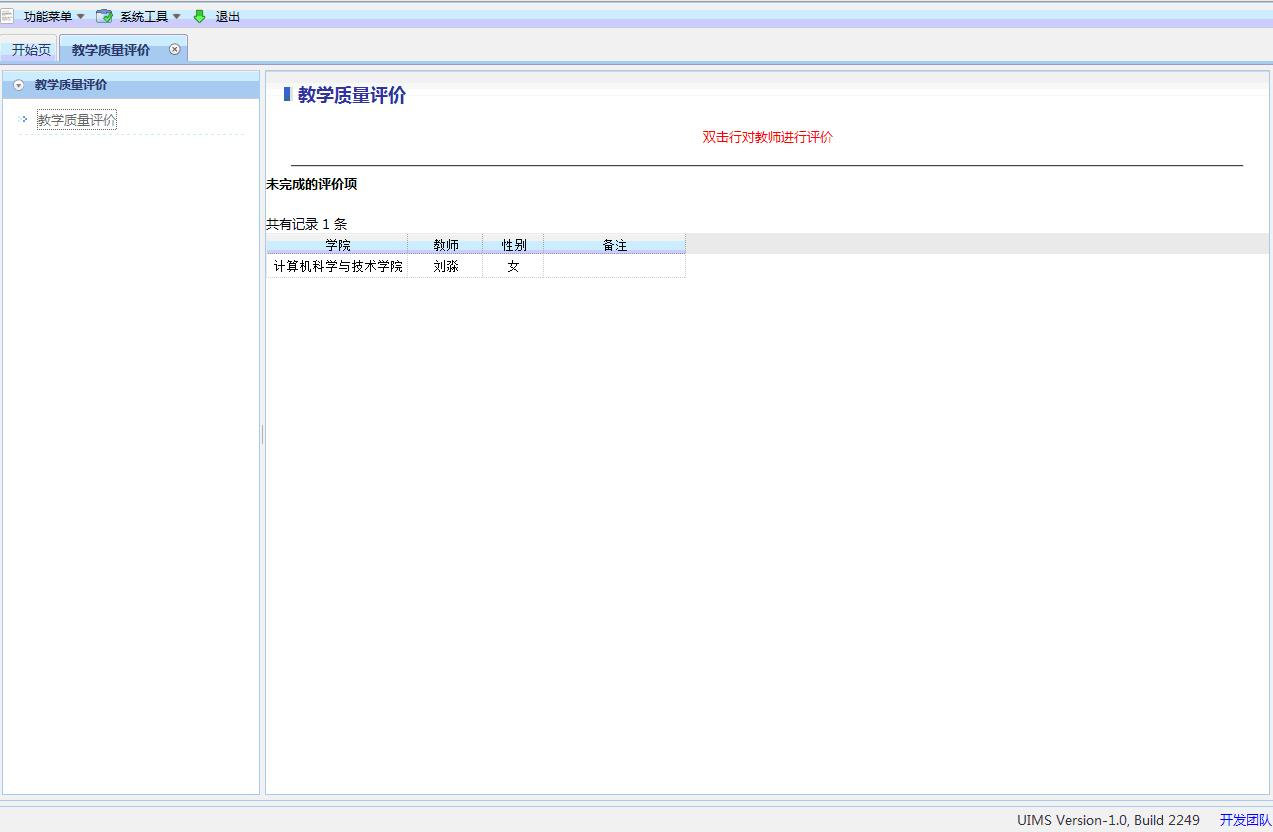 功能菜单 系统工具 退出
开始页 教学质量评价
教学质量评价
教学质量评价
教学质量评价
双击行对教师进行评价
未完成的评价项
共有记录 1 条
学院 教师 性别 备注
计算机科学与技术学院 刘淼 女
UIMS Version-1.0, Build 2249 开发团队